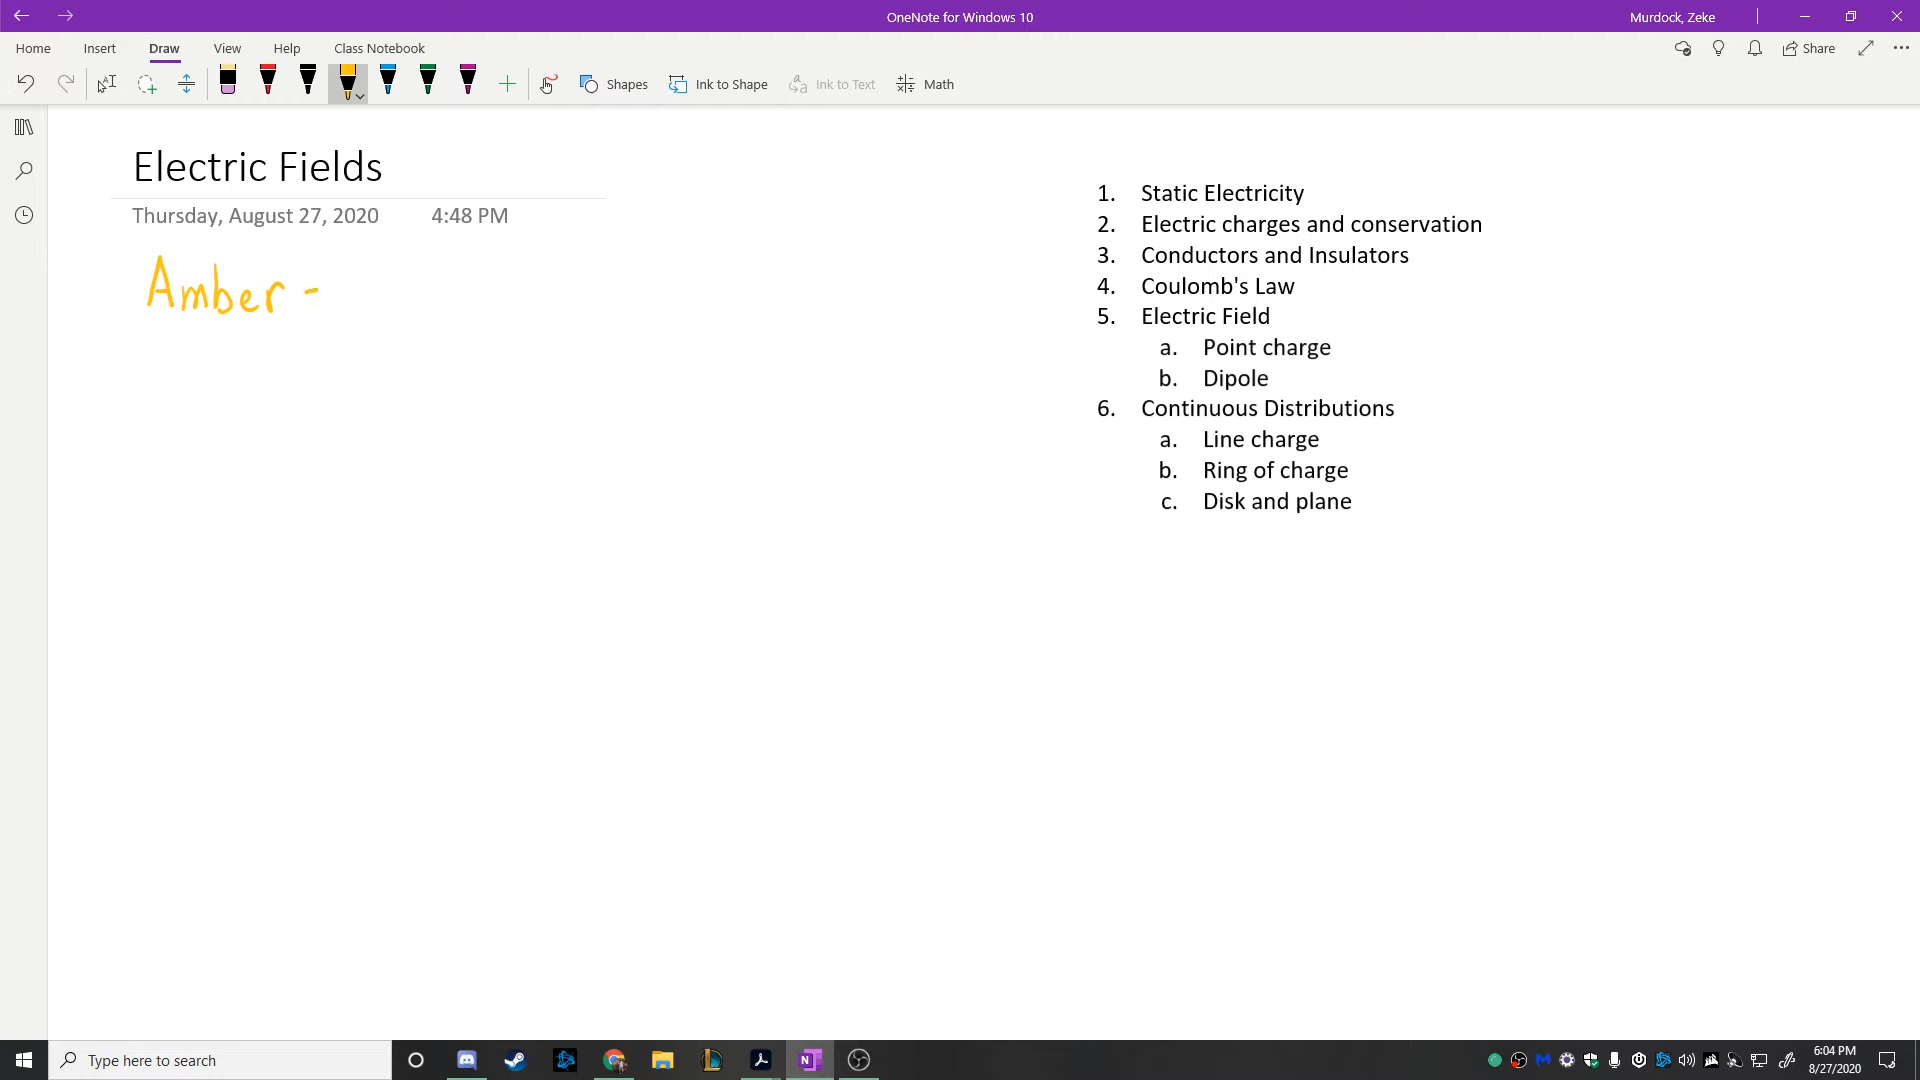 OneNote for Windows 10
Murdock, Zeke
Home Insert Draw View Help Class Notebook
Share
Shapes Ink to Shape Ink to Text Math
Electric Fields
Thursday, August 27, 2020 4:48 PM
Amber -
1. Static Electricity
2. Electric charges and conservation
3. Conductors and Insulators
4. Coulomb's Law
5. Electric Field
a. Point charge
b. Dipole
6. Continuous Distributions
a. Line charge
b. Ring of charge
c. Disk and plane
Type here to search
6:04 PM
8/27/2020